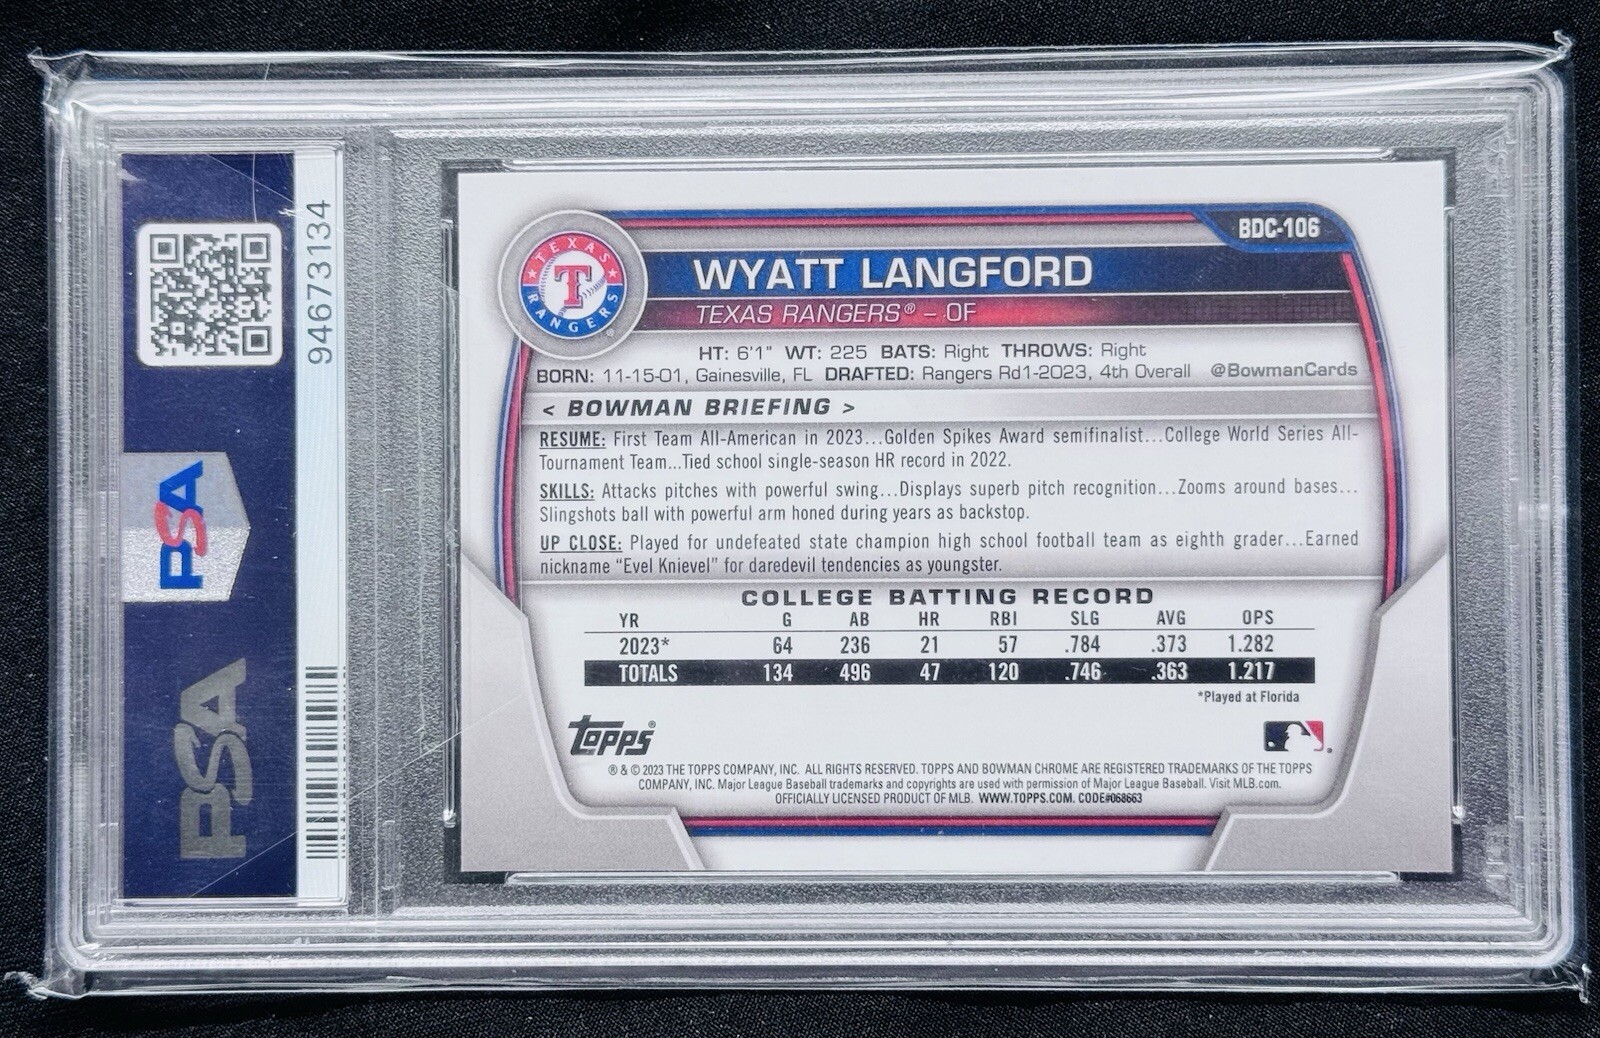 94673134
PSA
PSA
BDC-106
TEXAS
T
RANGERS®
WYATT LANGFORD
TEXAS RANGERS® – OF
HT: 6'1" WT: 225 BATS: Right THROWS: Right
BORN: 11-15-01, Gainesville, FL DRAFTED: Rangers Rd1-2023, 4th Overall @BowmanCards
< BOWMAN BRIEFING >
RESUME: First Team All-American in 2023...Golden Spikes Award semifinalist...College World Series All-
Tournament Team...Tied school single-season HR record in 2022.
SKILLS: Attacks pitches with powerful swing...Displays superb pitch recognition...Zooms around bases...
Slingshots ball with powerful arm honed during years as backstop.
UP CLOSE: Played for undefeated state champion high school football team as eighth grader...Earned
nickname “Evel Knievel” for daredevil tendencies as youngster.
COLLEGE BATTING RECORD
YR G AB HR RBI SLG AVG OPS
2023* 64 236 21 57 .784 .373 1.282
TOTALS 134 496 47 120 .746 .363 1.217
*Played at Florida
Topps®
® & © 2023 THE TOPPS COMPANY, INC. ALL RIGHTS RESERVED. TOPPS AND BOWMAN CHROME ARE REGISTERED TRADEMARKS OF THE TOPPS
COMPANY, INC. Major League Baseball trademarks and copyrights are used with permission of Major League Baseball. Visit MLB.com.
OFFICIALLY LICENSED PRODUCT OF MLB. WWW.TOPPS.COM. CODE#068663